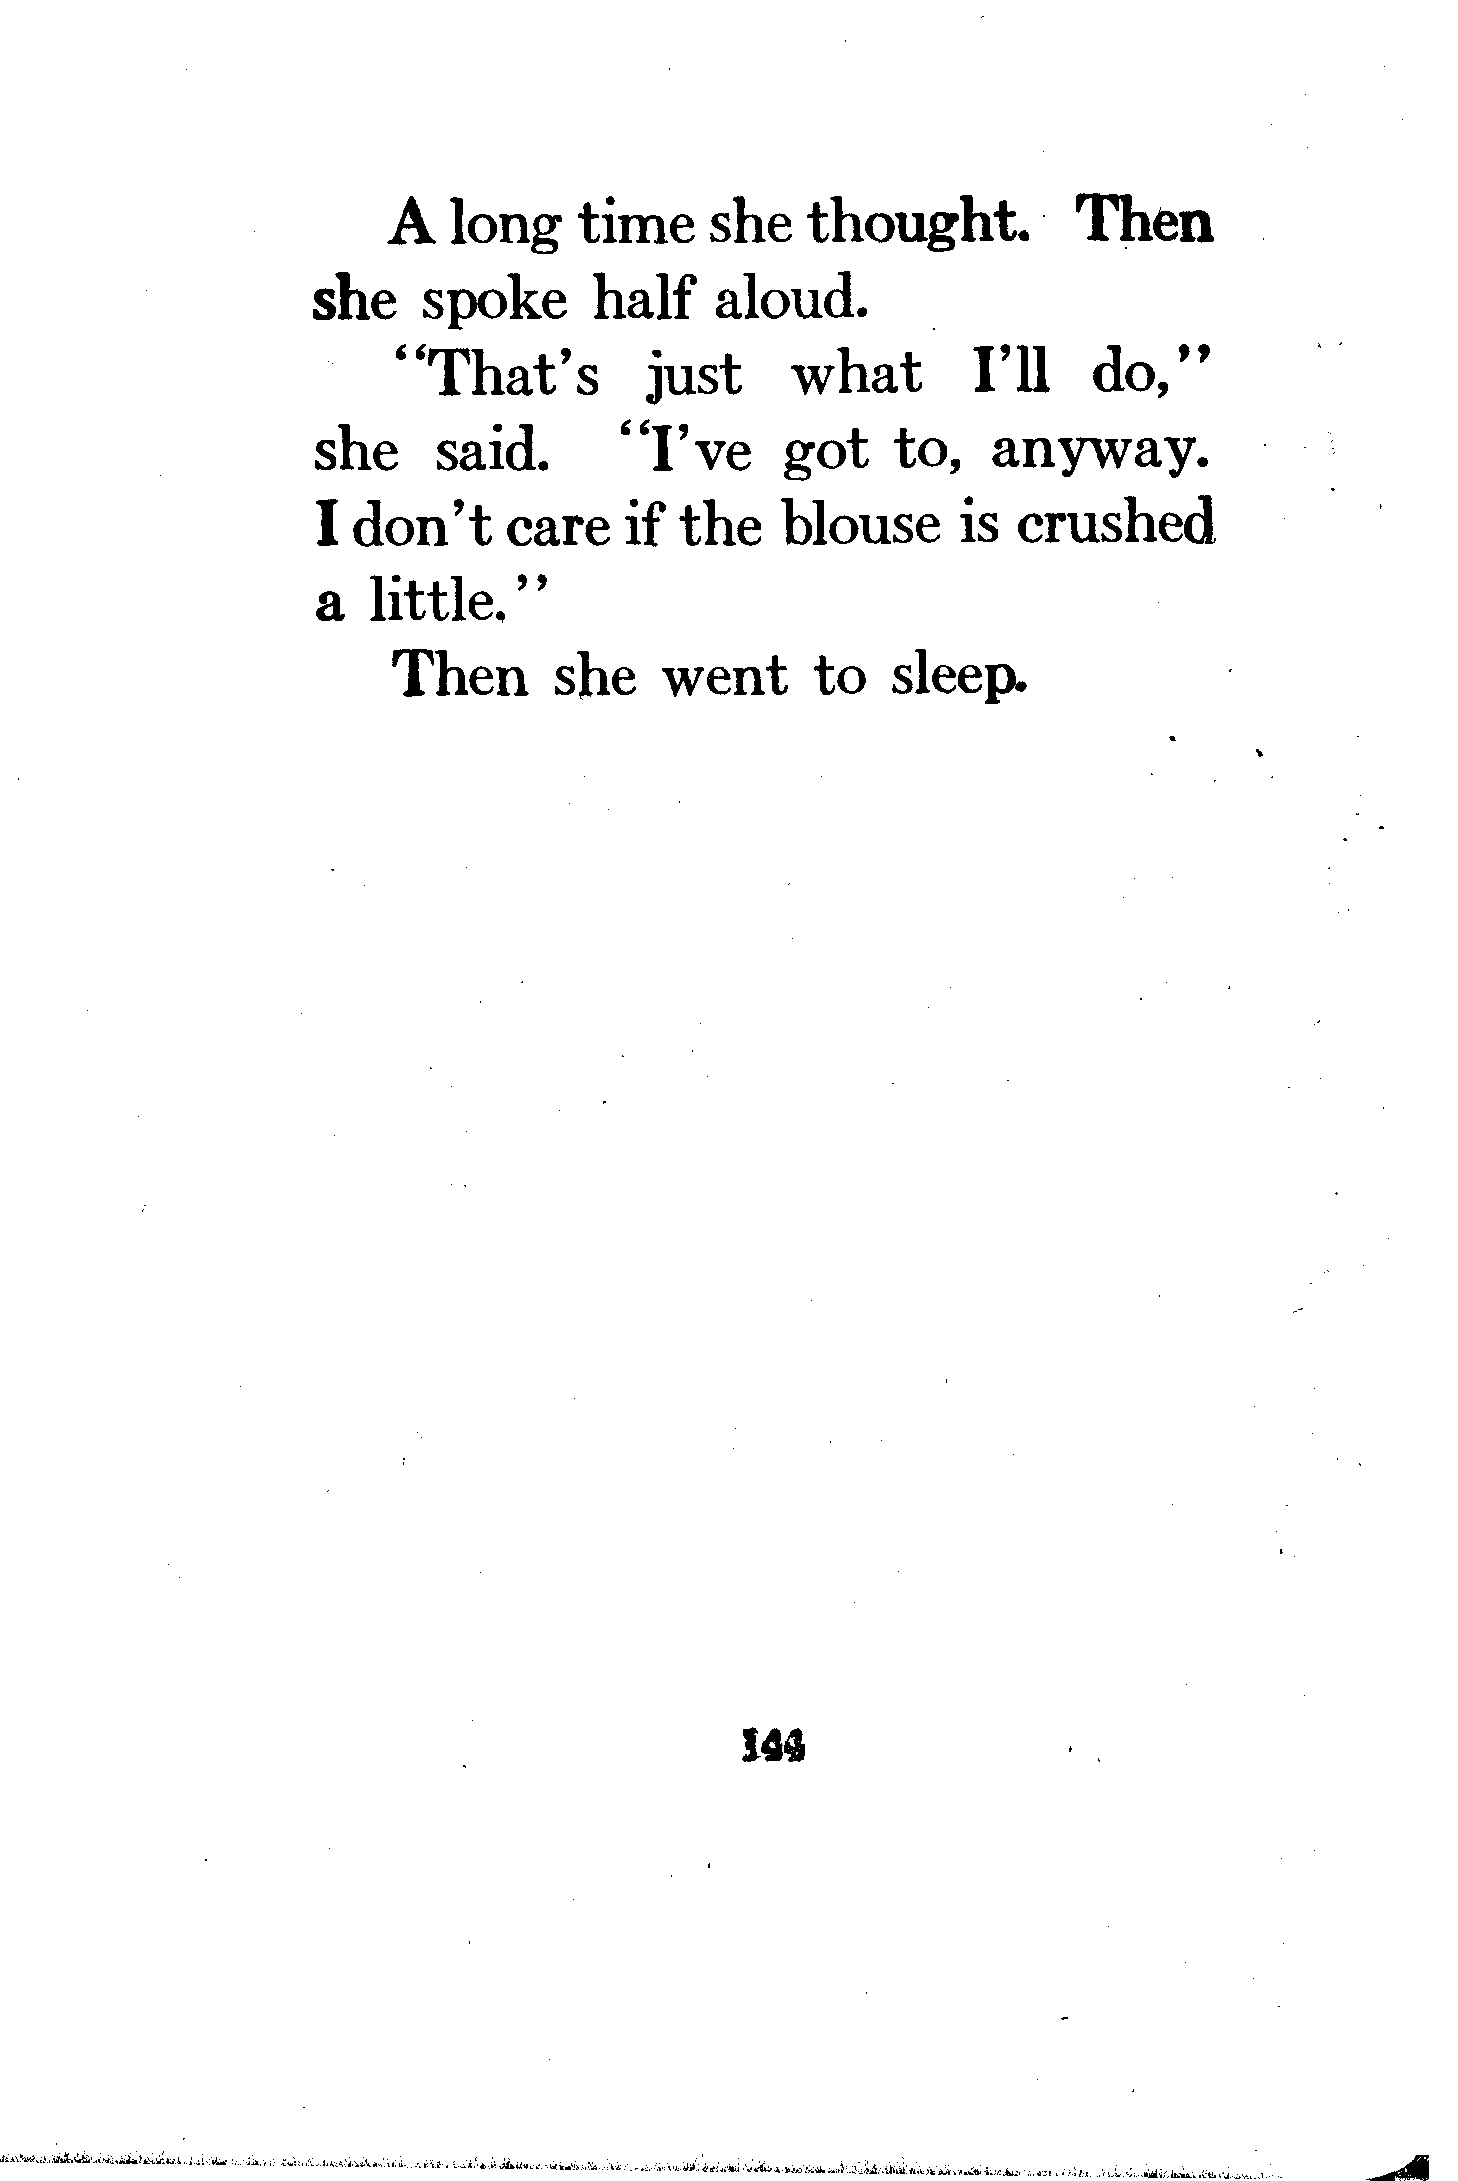 A long time she thought. Then
she spoke half aloud.
"That's just what I'll do,"
she said. "I've got to, anyway.
I don't care if the blouse is crushed
a little."
Then she went to sleep.
144